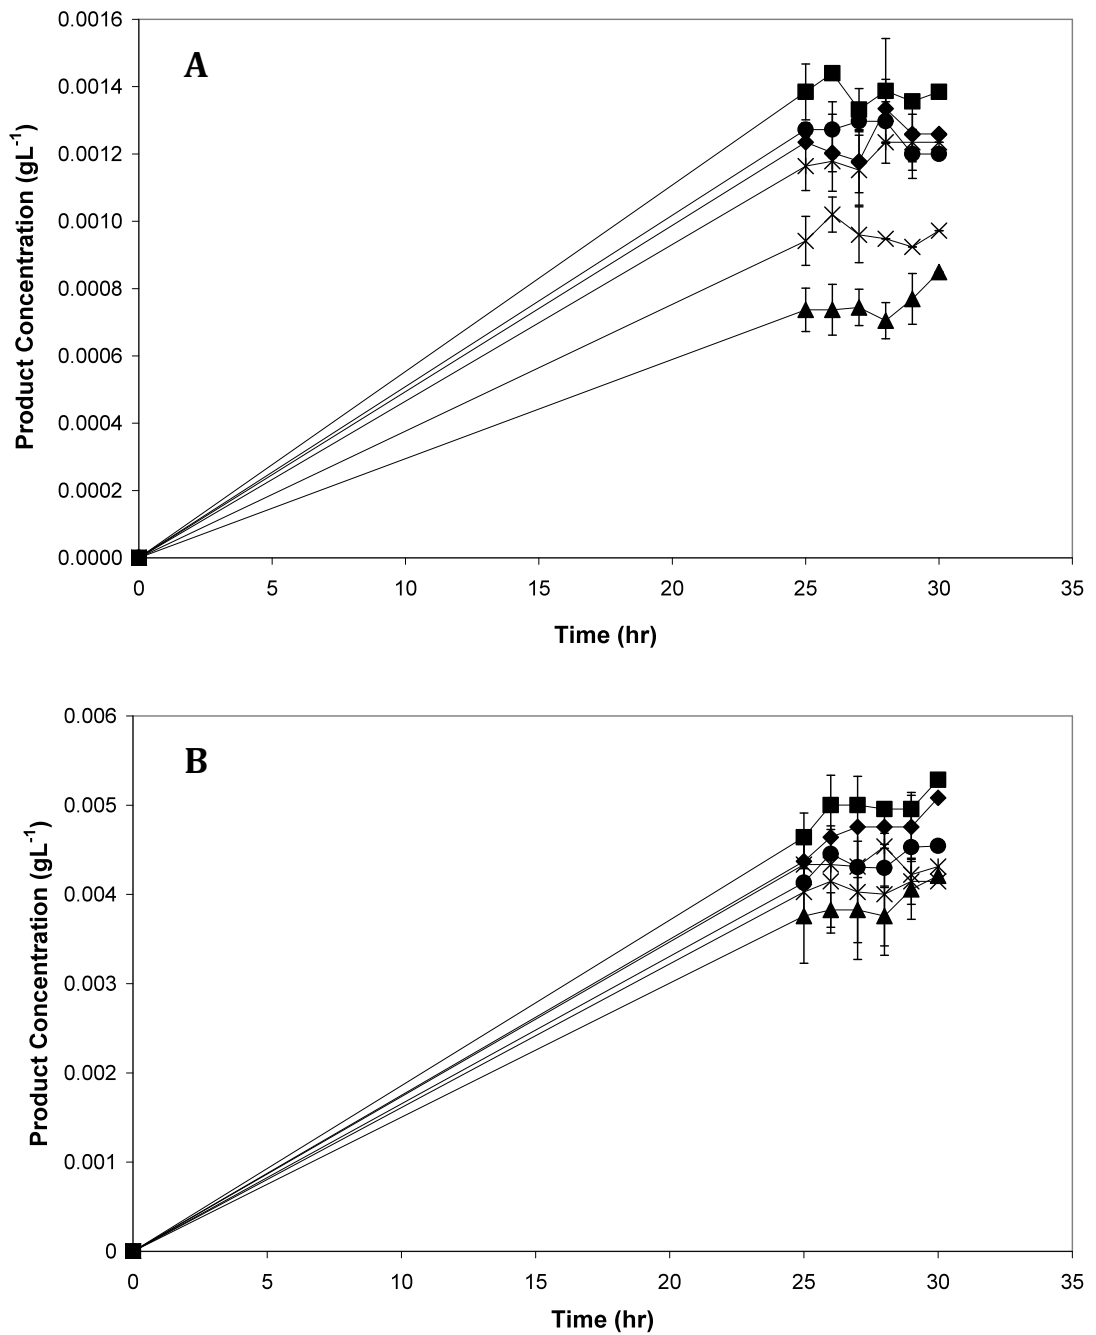 A
Product Concentration (gL-1)
0.0016
0.0014
0.0012
0.0010
0.0008
0.0006
0.0004
0.0002
0.0000
0 5 10 15 20 25 30 35
Time (hr)
B
Product Concentration (gL-1)
0.006
0.005
0.004
0.003
0.002
0.001
0
0 5 10 15 20 25 30 35
Time (hr)